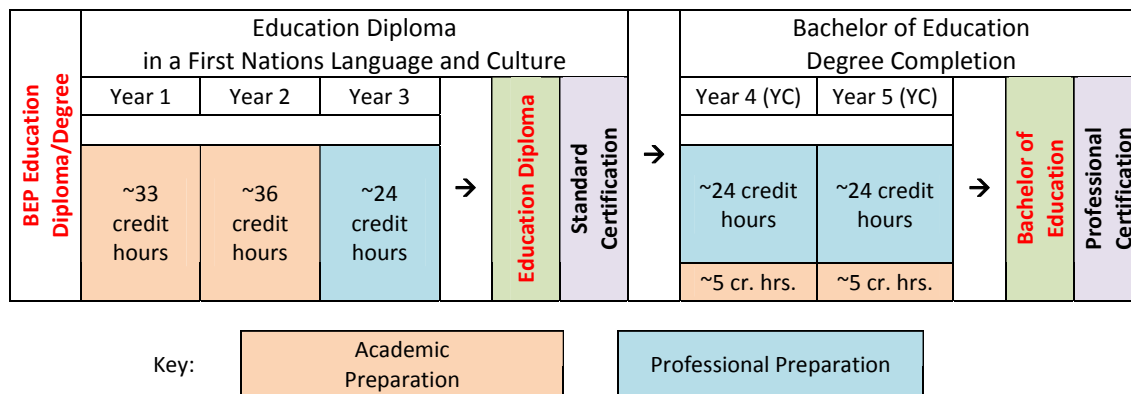 BEP Education
Diploma/Degree
Education Diploma
in a First Nations Language and Culture
Year 1
Year 2
Year 3
~33
credit
hours
~36
credit
hours
~24
credit
hours
→
Education Diploma
Standard
Certification
→
Bachelor of Education
Degree Completion
Year 4 (YC)
Year 5 (YC)
~24 credit
hours
~24 credit
hours
~5 cr. hrs.
~5 cr. hrs.
→
Bachelor of
Education
Professional
Certification
Key:
Academic
Preparation
Professional Preparation